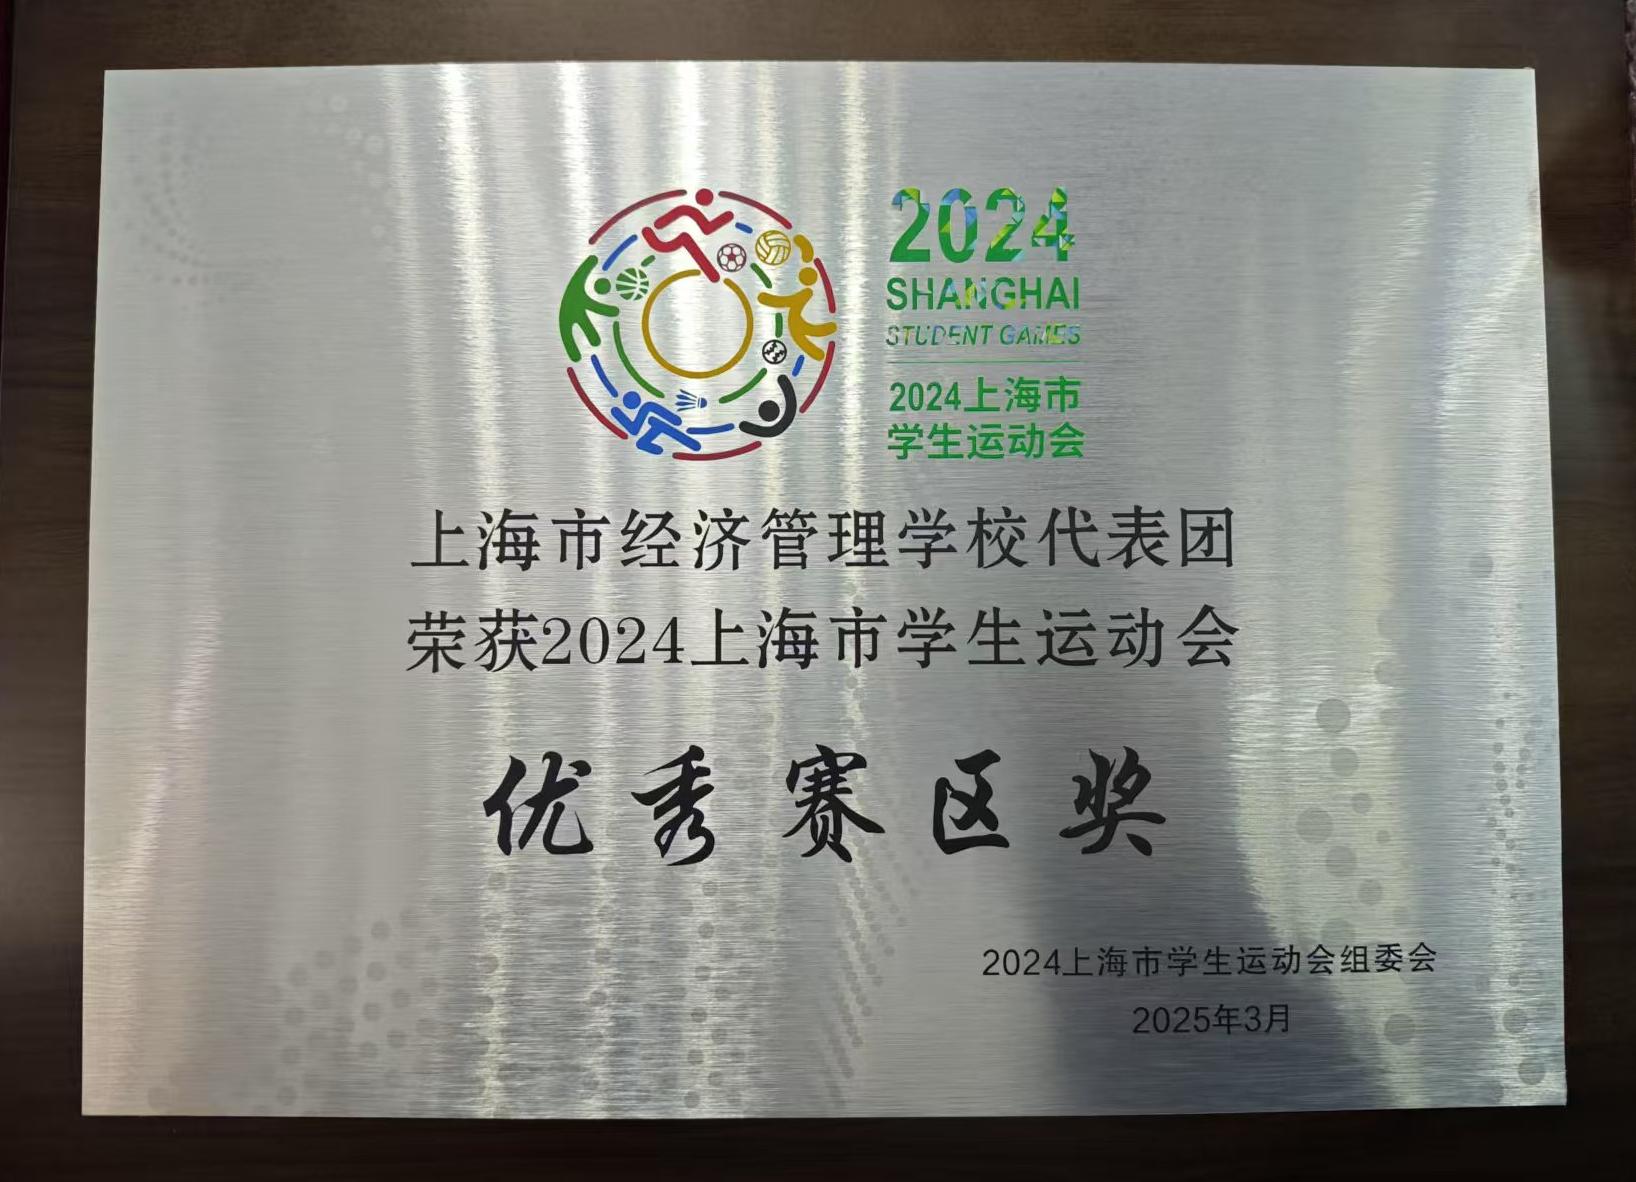 2024
SHANGHAI
STUDENT GAMES
2024上海市
学生运动会
上海市经济管理学校代表团
荣获2024上海市学生运动会
优秀赛区奖
2024上海市学生运动会组委会
2025年3月